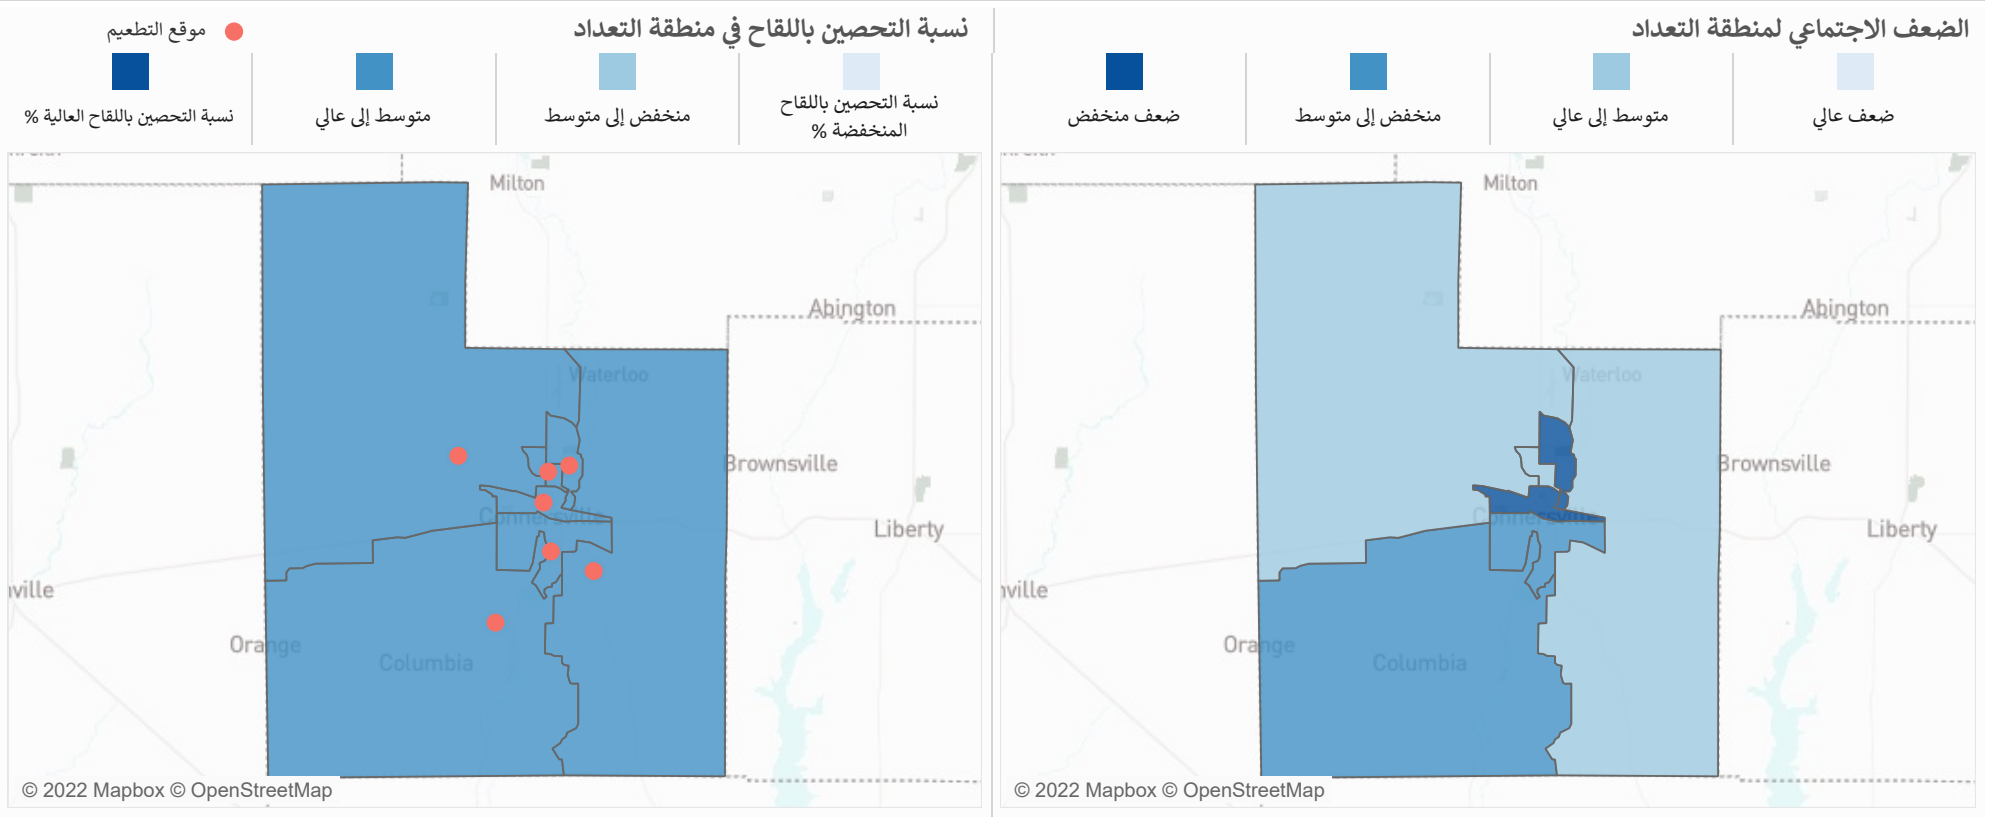 الضعف الاجتماعي لمنطقة التعداد
ضعف عالي
متوسط إلى عالي
منخفض إلى متوسط
ضعف منخفض
Milton
Abington
Waterloo
Brownsville
Connersville
Liberty
ville
Orange
Columbia
© 2022 Mapbox © OpenStreetMap
نسبة التحصين باللقاح في منطقة التعداد
موقع التطعيم
نسبة التحصين باللقاح
المنخفضة %
منخفض إلى متوسط
متوسط إلى عالي
نسبة التحصين باللقاح العالية %
Milton
Abington
Waterloo
Brownsville
Connersville
Liberty
ville
Orange
Columbia
© 2022 Mapbox © OpenStreetMap